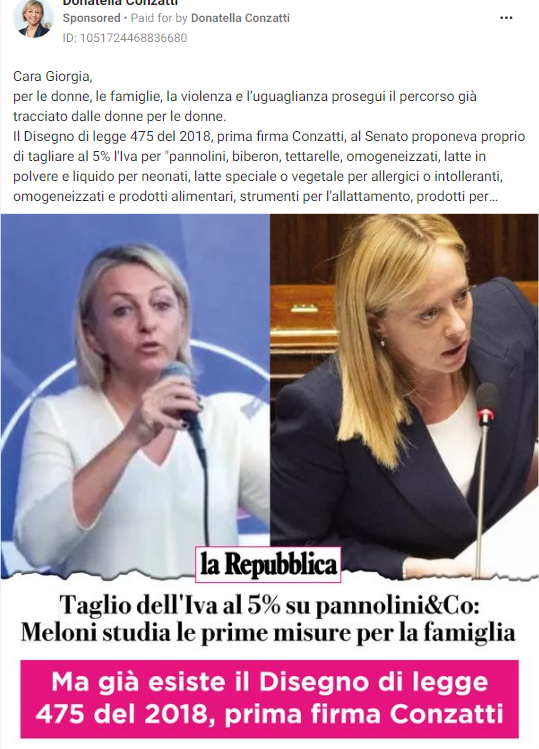 Donatella Conzatti
Sponsored • Paid for by Donatella Conzatti
ID: 1051724468836680
Cara Giorgia,
per le donne, le famiglie, la violenza e l'uguaglianza prosegui il percorso già
tracciato dalle donne per le donne.
Il Disegno di legge 475 del 2018, prima firma Conzatti, al Senato proponeva proprio
di tagliare al 5% l'Iva per "pannolini, biberon, tettarelle, omogeneizzati, latte in
polvere e liquido per neonati, latte speciale o vegetale per allergici o intolleranti,
omogeneizzati e prodotti alimentari, strumenti per l'allattamento, prodotti per...
la Repubblica
Taglio dell'Iva al 5% su pannolini&Co:
Meloni studia le prime misure per la famiglia
Ma già esiste il Disegno di legge
475 del 2018, prima firma Conzatti